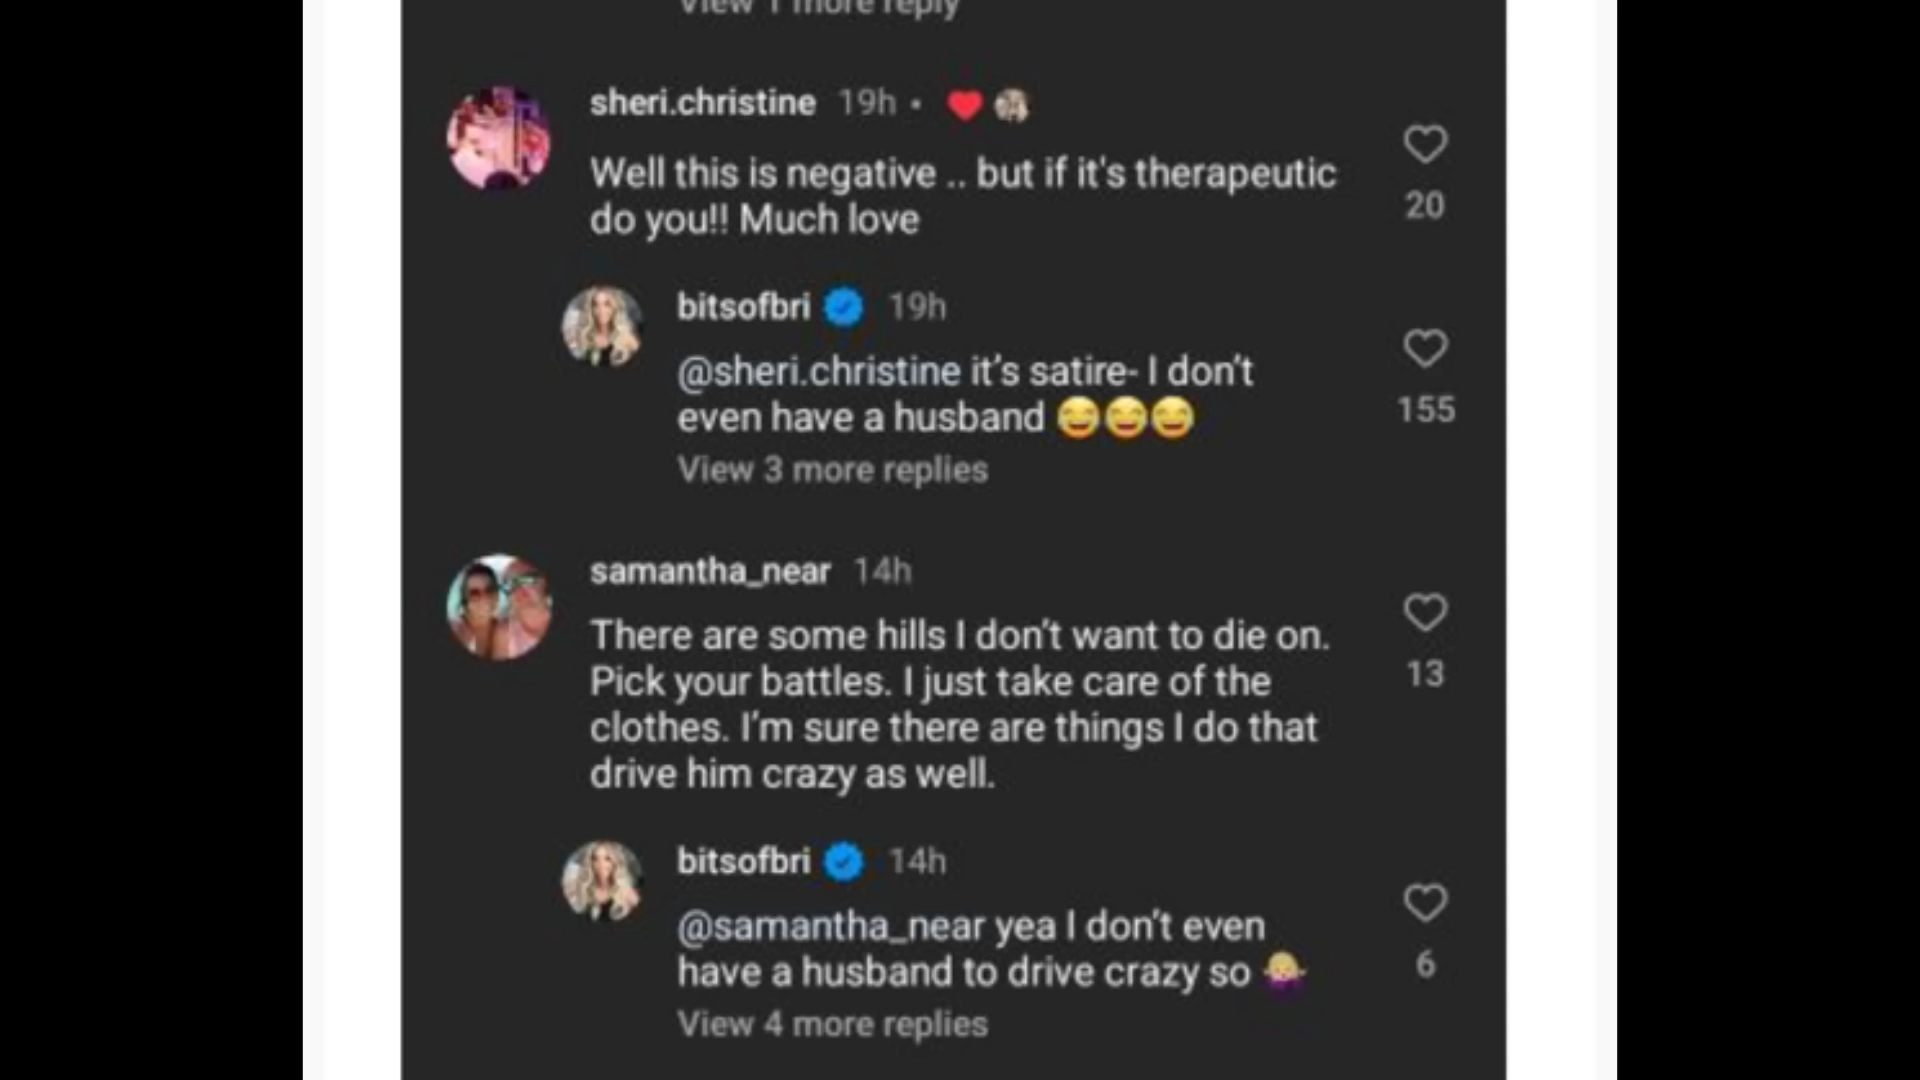 View 1 more reply
sheri.christine 19h • ❤️
Well this is negative .. but if it's therapeutic
do you!! Much love
20
bitsofbri 19h
@sheri.christine it’s satire- I don’t
even have a husband 😂😂😂
155
View 3 more replies
samantha_near 14h
There are some hills I don’t want to die on.
Pick your battles. I just take care of the
clothes. I’m sure there are things I do that
drive him crazy as well.
13
bitsofbri 14h
@samantha_near yea I don’t even
have a husband to drive crazy so 🤷🏼‍♀️
6
View 4 more replies